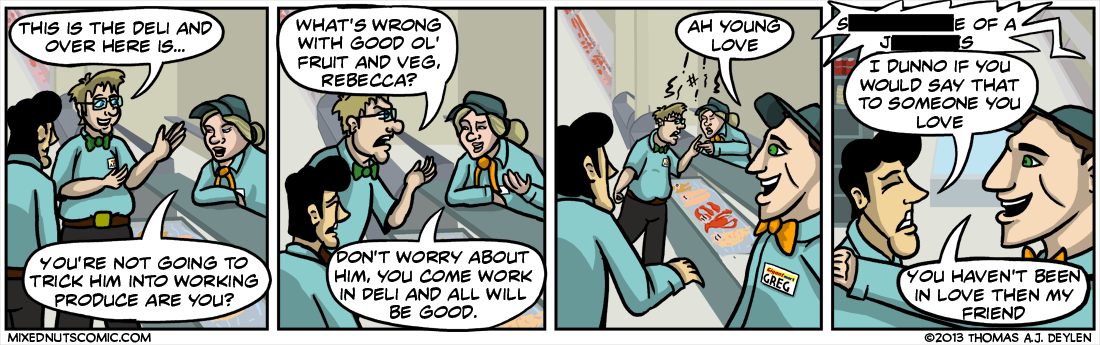 THIS IS THE DELI AND
OVER HERE IS...
YOU'RE NOT GOING TO
TRICK HIM INTO WORKING
PRODUCE ARE YOU?
WHAT'S WRONG
WITH GOOD OL'
FRUIT AND VEG,
REBECCA?
DON'T WORRY ABOUT
HIM, YOU COME WORK
IN DELI AND ALL WILL
BE GOOD.
AH YOUNG
LOVE
#!
GREG
S E OF A
J S
I DUNNO IF YOU
WOULD SAY THAT
TO SOMEONE YOU
LOVE
YOU HAVEN'T BEEN
IN LOVE THEN MY
FRIEND
MIXEDNUTSCOMIC.COM
©2013 THOMAS A.J. DEYLEN